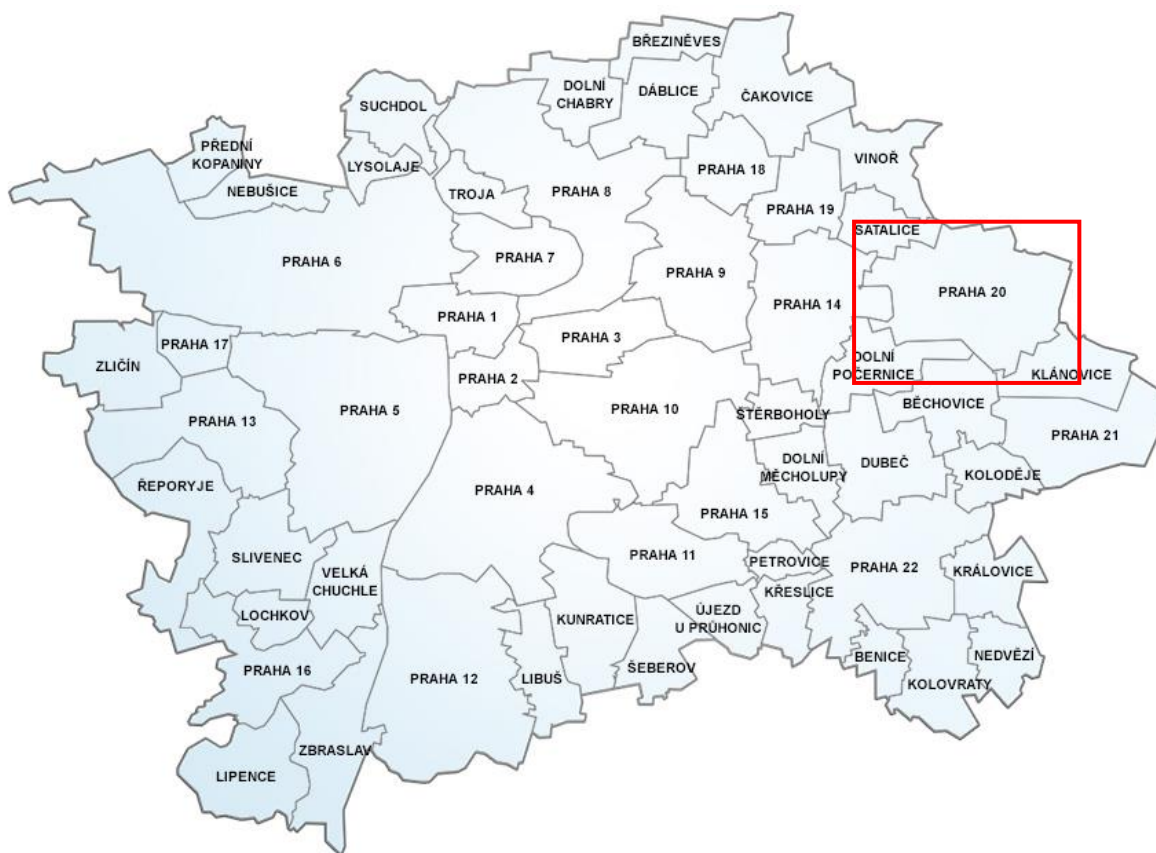 BŘEZINĚVES
DOLNÍ
CHABRY
ĎÁBLICE
ČAKOVICE
SUCHDOL
PŘEDNÍ
KOPANINY
LYSOLAJE
NEBUŠICE
TROJA
PRAHA 8
PRAHA 18
VINOŘ
PRAHA 19
SATALICE
PRAHA 6
PRAHA 7
PRAHA 9
PRAHA 14
PRAHA 20
PRAHA 1
PRAHA 3
PRAHA 17
ZLIČÍN
PRAHA 2
DOLNÍ
POČERNICE
KLÁNOVICE
PRAHA 5
PRAHA 10
BĚCHOVICE
PRAHA 13
ŠTĚRBOHOLY
PRAHA 21
DOLNÍ
MĚCHOLUPY
DUBEČ
KOLODĚJE
ŘEPORYJE
PRAHA 4
PRAHA 15
SLIVENEC
VELKÁ
CHUCHLE
PRAHA 11
PETROVICE
PRAHA 22
KRÁLOVICE
LOCHKOV
KUNRATICE
ÚJEZD
U PRŮHONIC
KŘESLICE
PRAHA 16
PRAHA 12
LIBUŠ
ŠEBEROV
BENICE
NEDVĚZÍ
KOLOVRATY
ZBRASLAV
LIPENCE